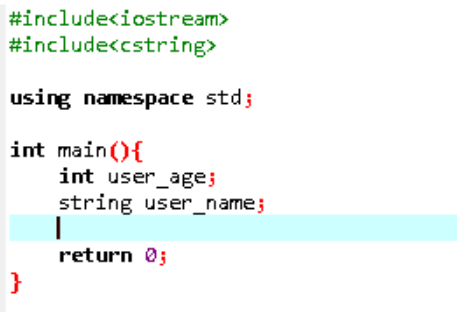 #include<iostream>
#include<cstring>
using namespace std;
int main(){
int user_age;
string user_name;
return 0;
}